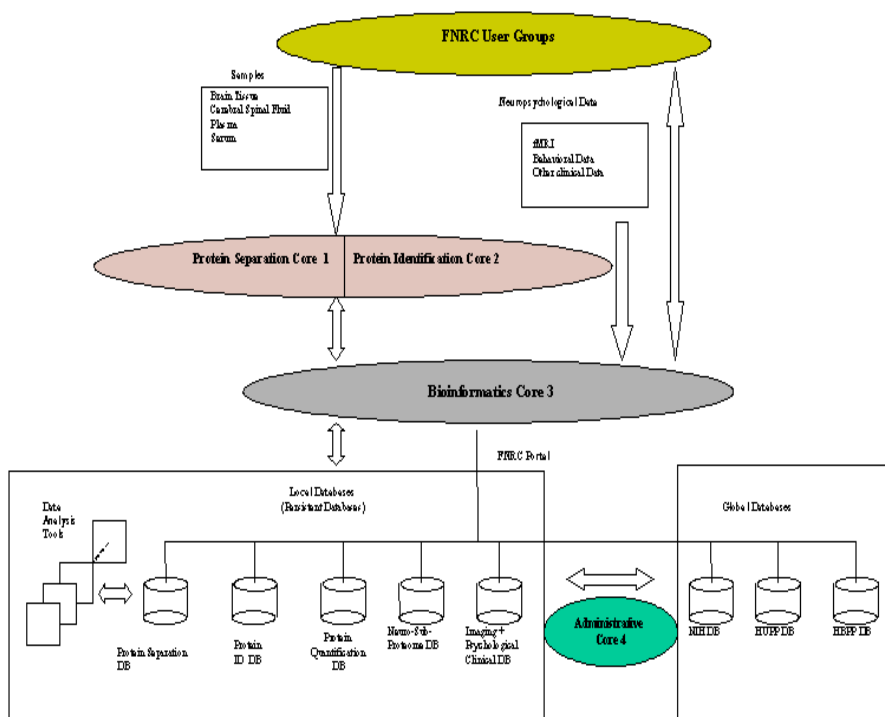 FNRC User Groups
Samples
Brain Tissue
Cerebral Spinal Fluid
Plasma
Serum
Neuropsychological Data
fMRI
Behavioral Data
Other clinical Data
Protein Separation Core 1
Protein Identification Core 2
Bioinformatics Core 3
FNRC Portal
Local Databases
(Persistant Databases)
Global Databases
Data
Analysis
Tools
Protein Separation
DB
Protein
ID DB
Protein
Quantification
DB
Neuro-Sub-
Proteome DB
Imaging +
Psychological
Clinical DB
Administrative
Core 4
NIH DB
HUPP DB
HBPP DB